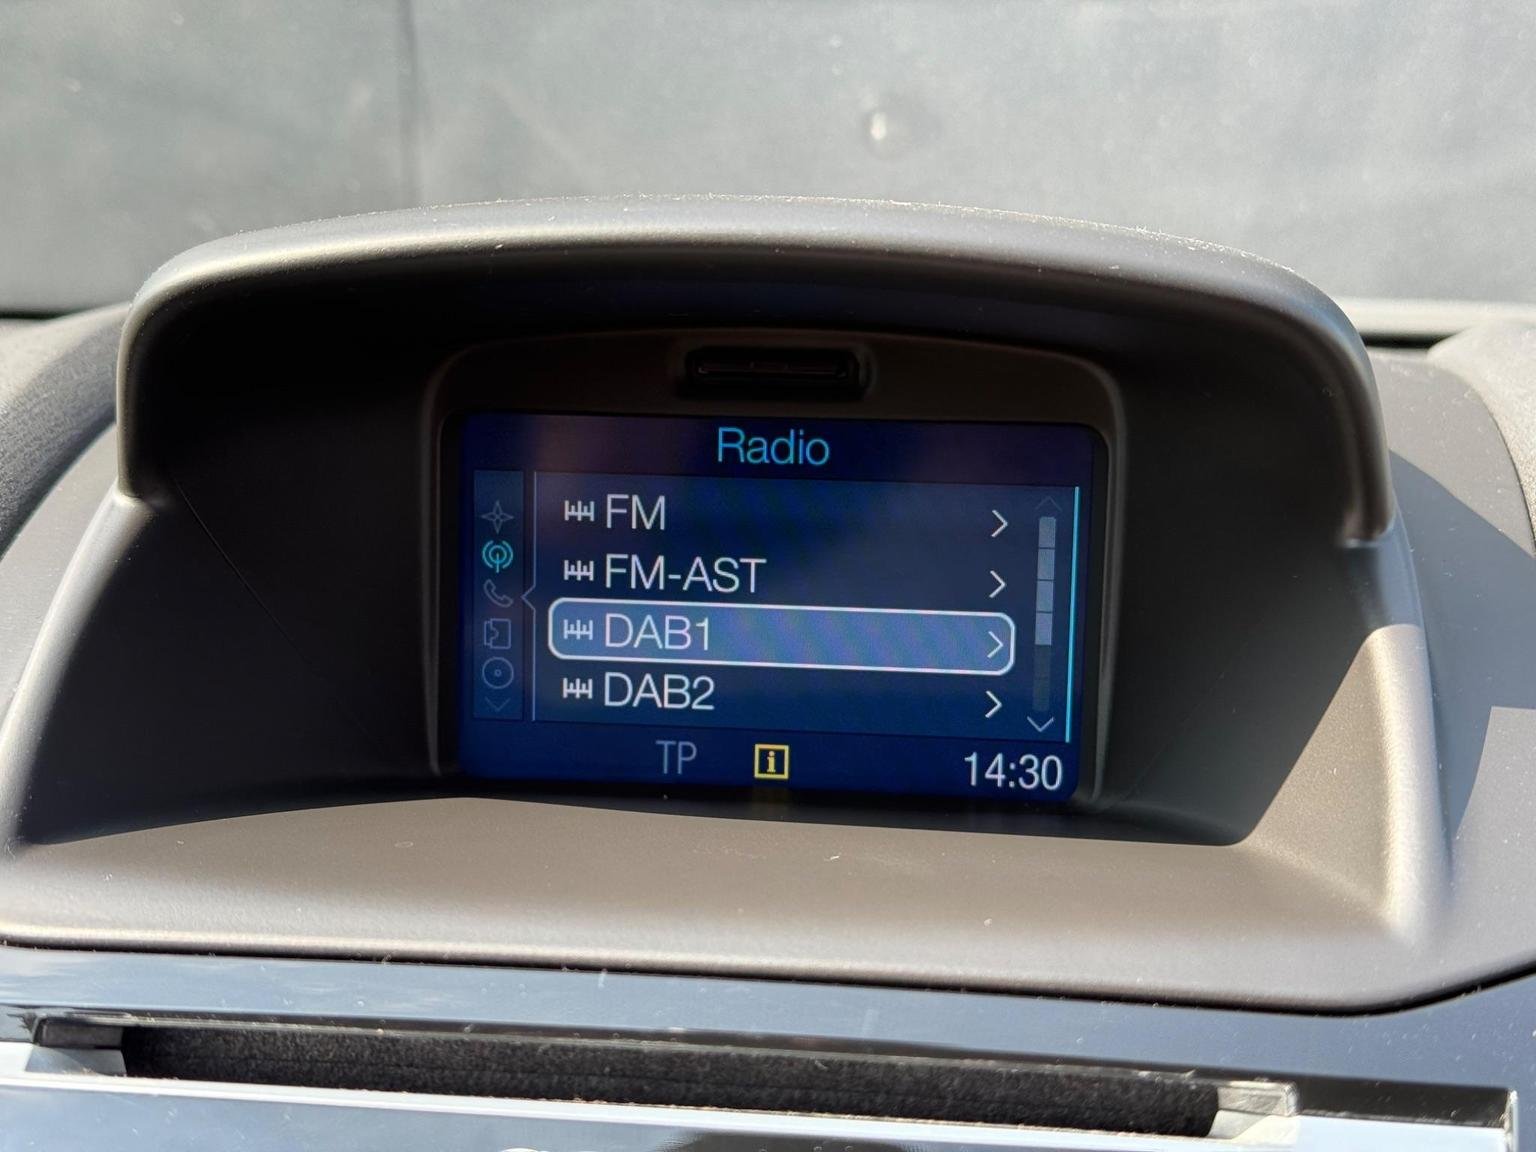 Radio
FM
FM-AST
DAB1
DAB2
TP
i
14:30